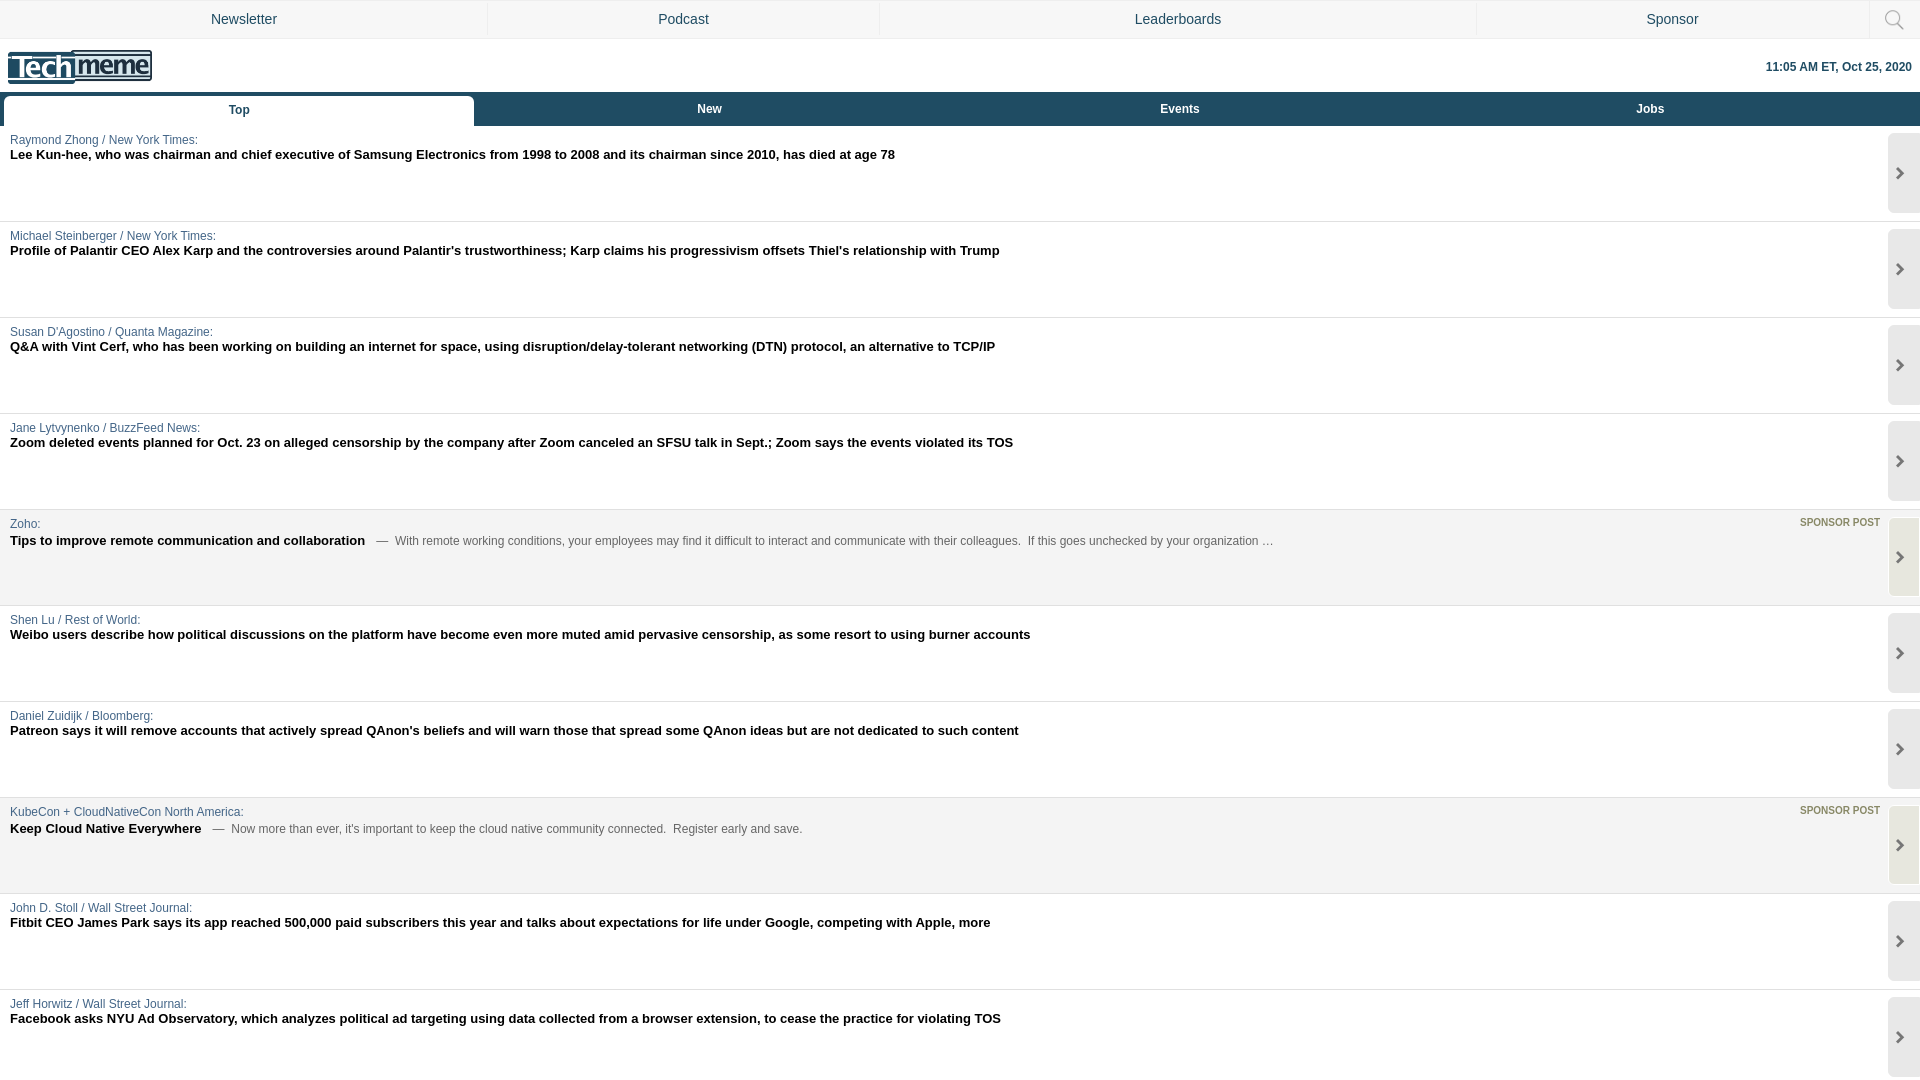 Newsletter
Podcast
Leaderboards
Sponsor
Techmeme
11:05 AM ET, Oct 25, 2020
Top
New
Events
Jobs
Raymond Zhong / New York Times:
Lee Kun-hee, who was chairman and chief executive of Samsung Electronics from 1998 to 2008 and its chairman since 2010, has died at age 78
Michael Steinberger / New York Times:
Profile of Palantir CEO Alex Karp and the controversies around Palantir's trustworthiness; Karp claims his progressivism offsets Thiel's relationship with Trump
Susan D'Agostino / Quanta Magazine:
Q&A with Vint Cerf, who has been working on building an internet for space, using disruption/delay-tolerant networking (DTN) protocol, an alternative to TCP/IP
Jane Lytvynenko / BuzzFeed News:
Zoom deleted events planned for Oct. 23 on alleged censorship by the company after Zoom canceled an SFSU talk in Sept.; Zoom says the events violated its TOS
Zoho:
SPONSOR POST
Tips to improve remote communication and collaboration — With remote working conditions, your employees may find it difficult to interact and communicate with their colleagues. If this goes unchecked by your organization …
Shen Lu / Rest of World:
Weibo users describe how political discussions on the platform have become even more muted amid pervasive censorship, as some resort to using burner accounts
Daniel Zuidijk / Bloomberg:
Patreon says it will remove accounts that actively spread QAnon's beliefs and will warn those that spread some QAnon ideas but are not dedicated to such content
KubeCon + CloudNativeCon North America:
SPONSOR POST
Keep Cloud Native Everywhere — Now more than ever, it's important to keep the cloud native community connected. Register early and save.
John D. Stoll / Wall Street Journal:
Fitbit CEO James Park says its app reached 500,000 paid subscribers this year and talks about expectations for life under Google, competing with Apple, more
Jeff Horwitz / Wall Street Journal:
Facebook asks NYU Ad Observatory, which analyzes political ad targeting using data collected from a browser extension, to cease the practice for violating TOS